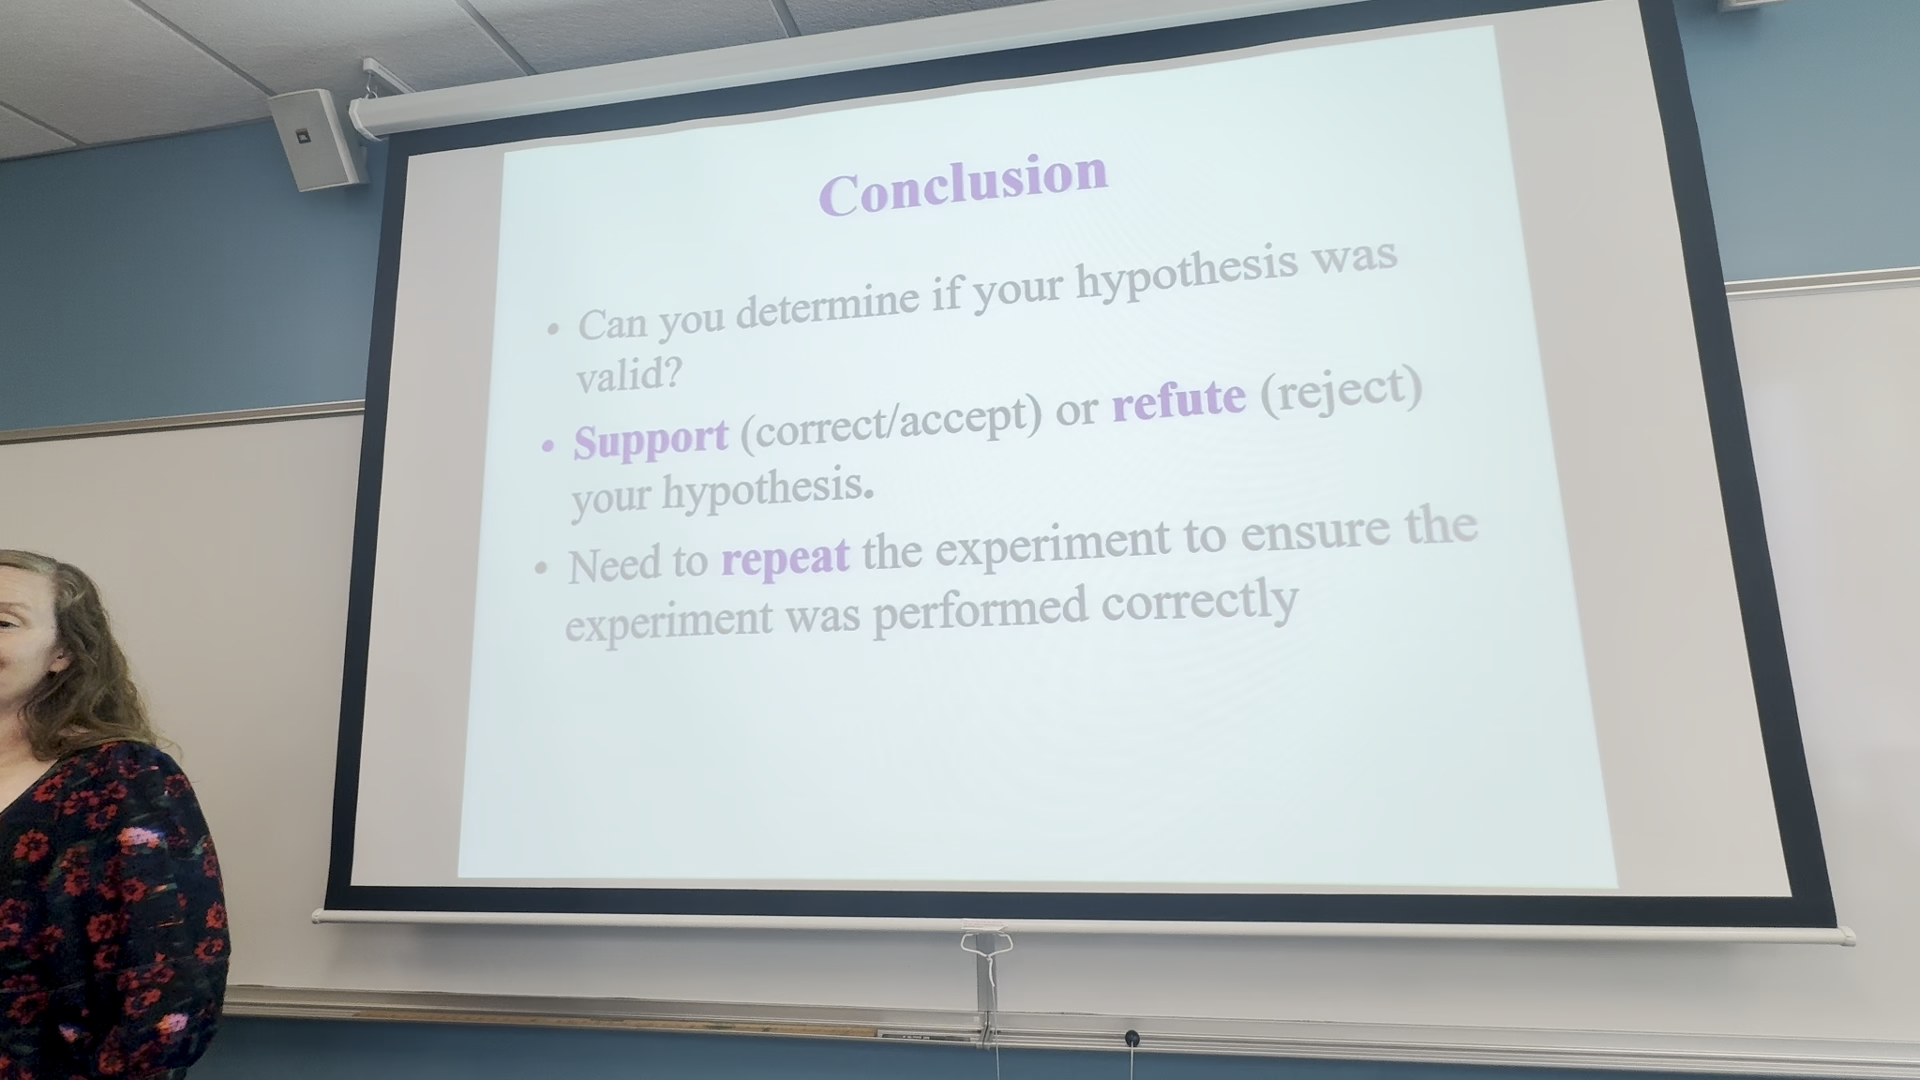 Conclusion
• Can you determine if your hypothesis was
valid?
• Support (correct/accept) or refute (reject)
your hypothesis.
• Need to repeat the experiment to ensure the
experiment was performed correctly